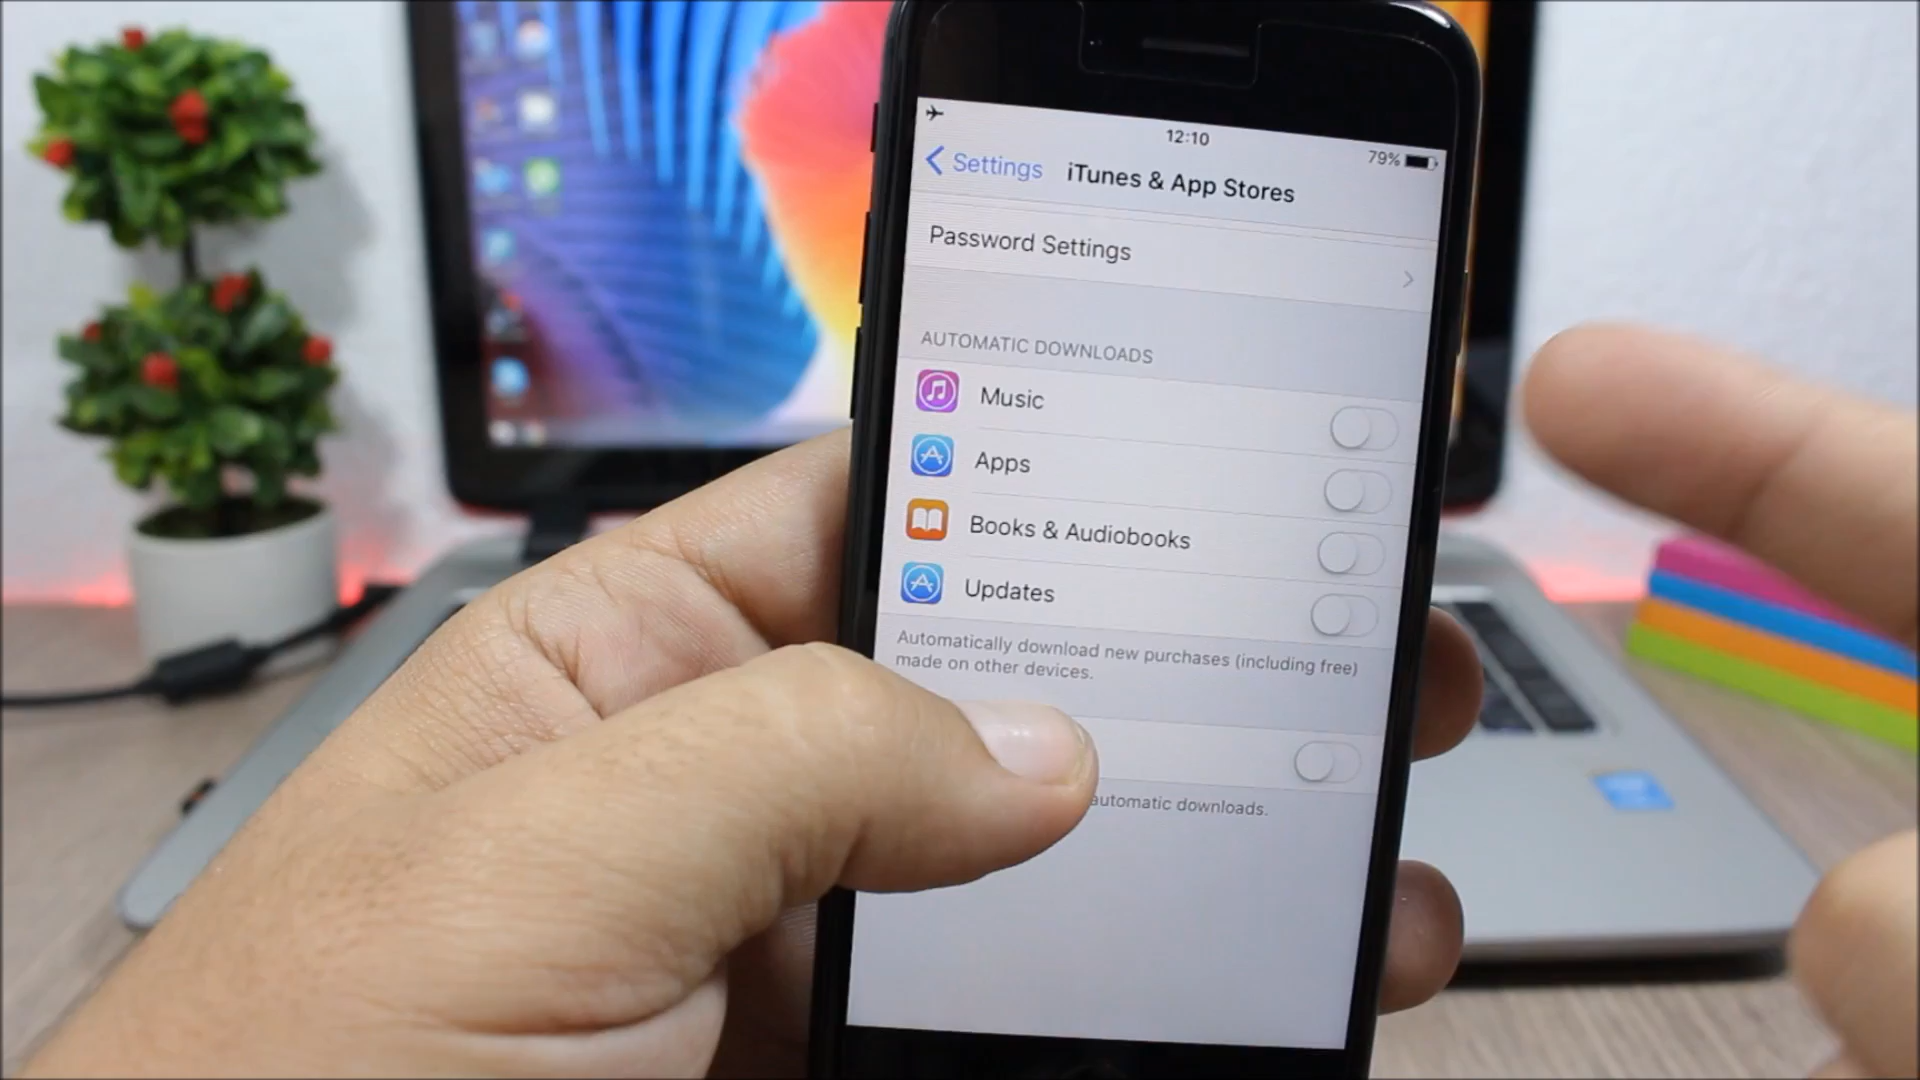 12:10
79%
Settings
iTunes & App Stores
Password Settings
AUTOMATIC DOWNLOADS
Music
Apps
Books & Audiobooks
Updates
Automatically download new purchases (including free)
made on other devices.
automatic downloads.